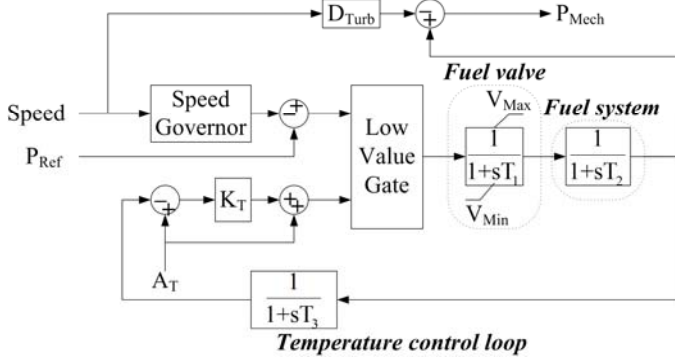 D_Turb
P_Mech
Fuel valve
Speed
Speed
Governor
P_Ref
Low
Value
Gate
V_Max
1
1+sT_1
V_Min
Fuel system
1
1+sT_2
K_T
A_T
1
1+sT_3
Temperature control loop